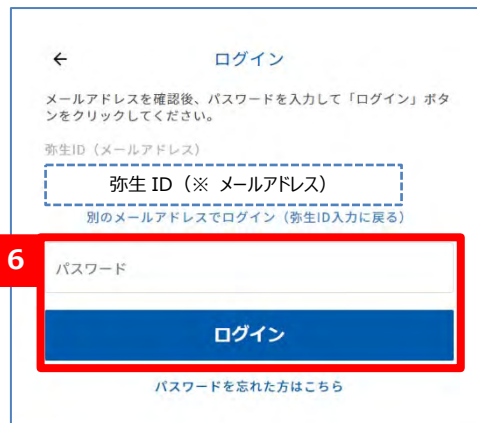 ← ログイン
メールアドレスを確認後、パスワードを入力して「ログイン」ボタ
ンをクリックしてください。
弥生ID（メールアドレス）
弥生 ID（※ メールアドレス）
別のメールアドレスでログイン（弥生ID入力に戻る）
6
パスワード
ログイン
パスワードを忘れた方はこちら